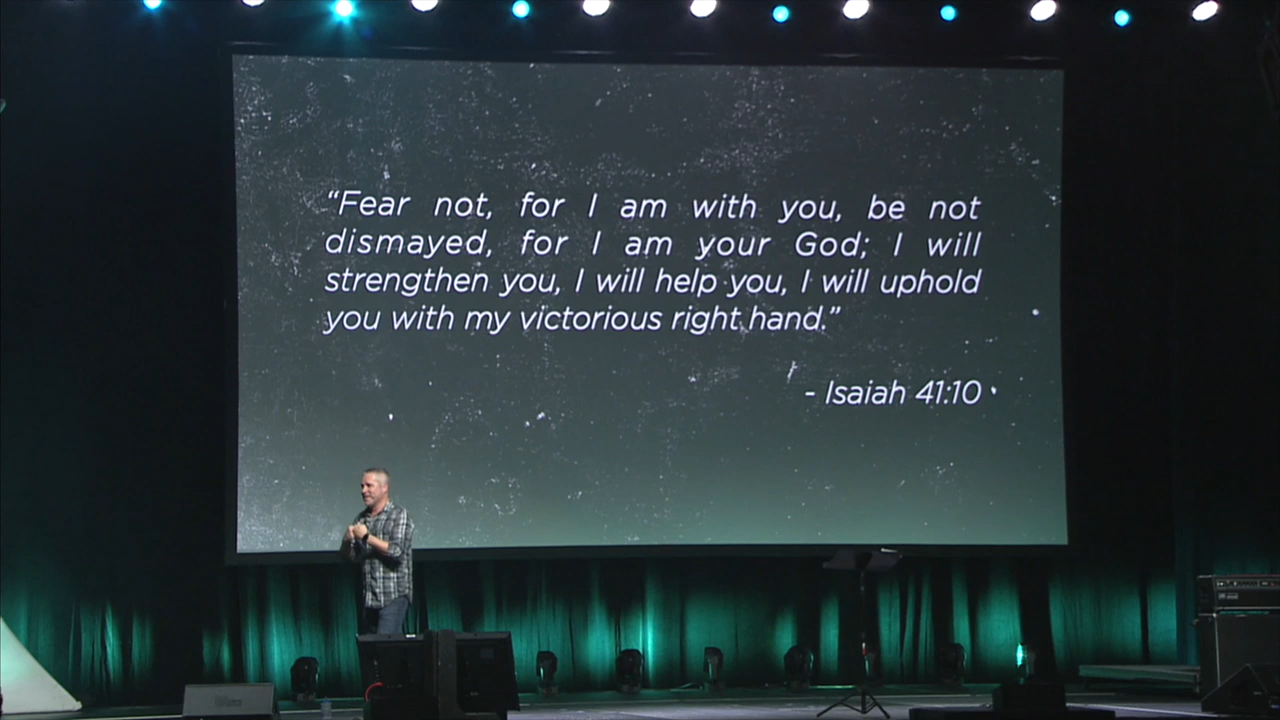 “Fear not, for I am with you, be not
dismayed, for I am your God; I will
strengthen you, I will help you, I will uphold
you with my victorious right hand.”
- Isaiah 41:10